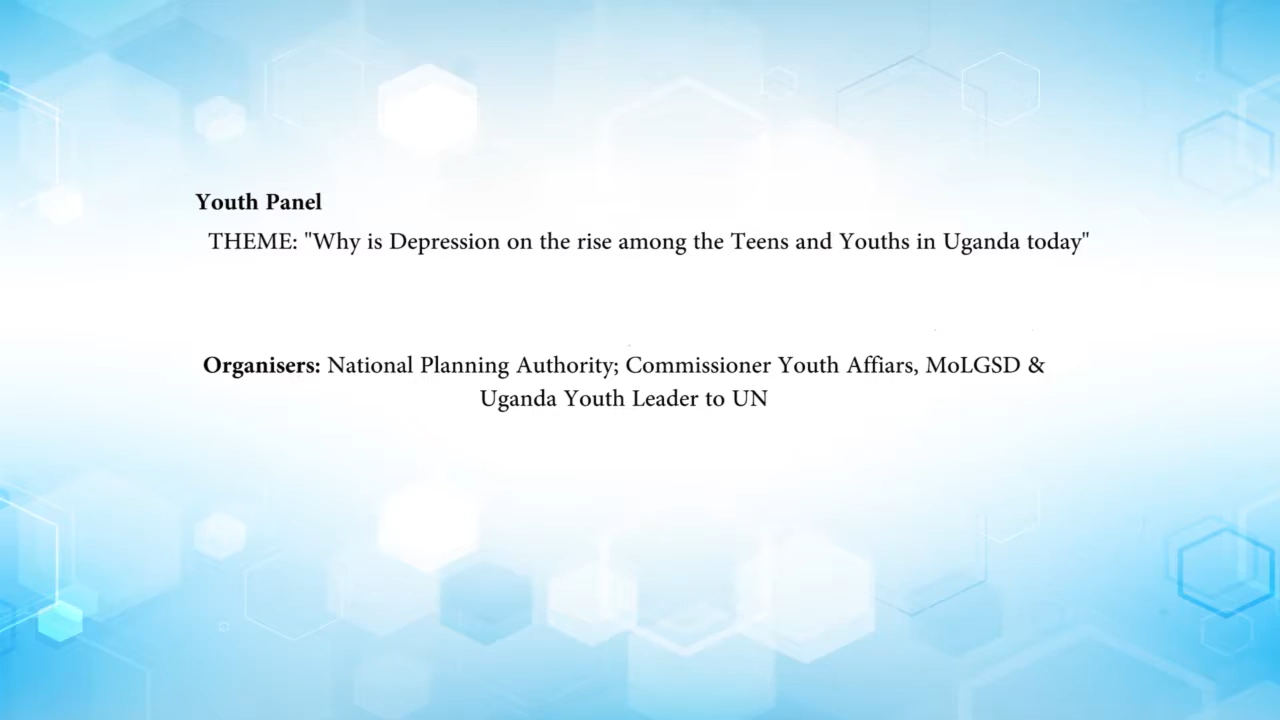 Youth Panel
THEME: "Why is Depression on the rise among the Teens and Youths in Uganda today"
Organisers: National Planning Authority; Commissioner Youth Affiars, MoLGSD &
Uganda Youth Leader to UN